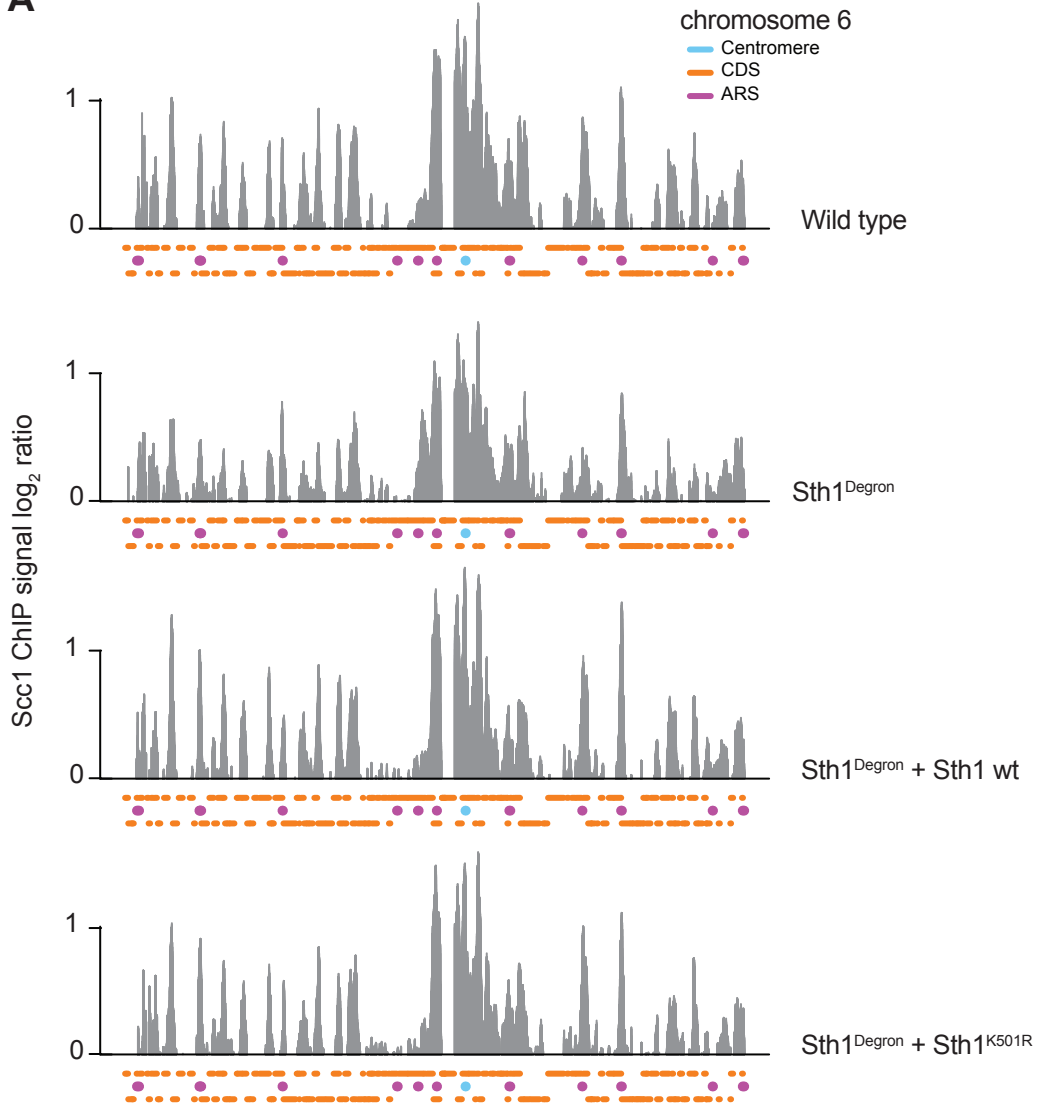 A
chromosome 6
Centromere
CDS
ARS
1
0
Wild type
1
0
Sth1Degron
Scc1 ChIP signal log2 ratio
1
0
Sth1Degron + Sth1 wt
1
0
Sth1Degron + Sth1K501R